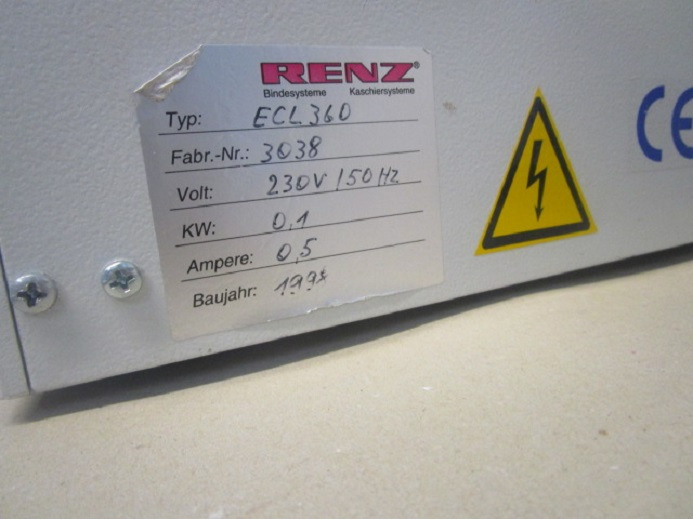 RENZ®
Bindesysteme Kaschiersysteme
Typ: ECL 360
Fabr.-Nr.: 3038
Volt: 230V / 50 Hz
KW: 0,1
Ampere: 0,5
Baujahr:
CE